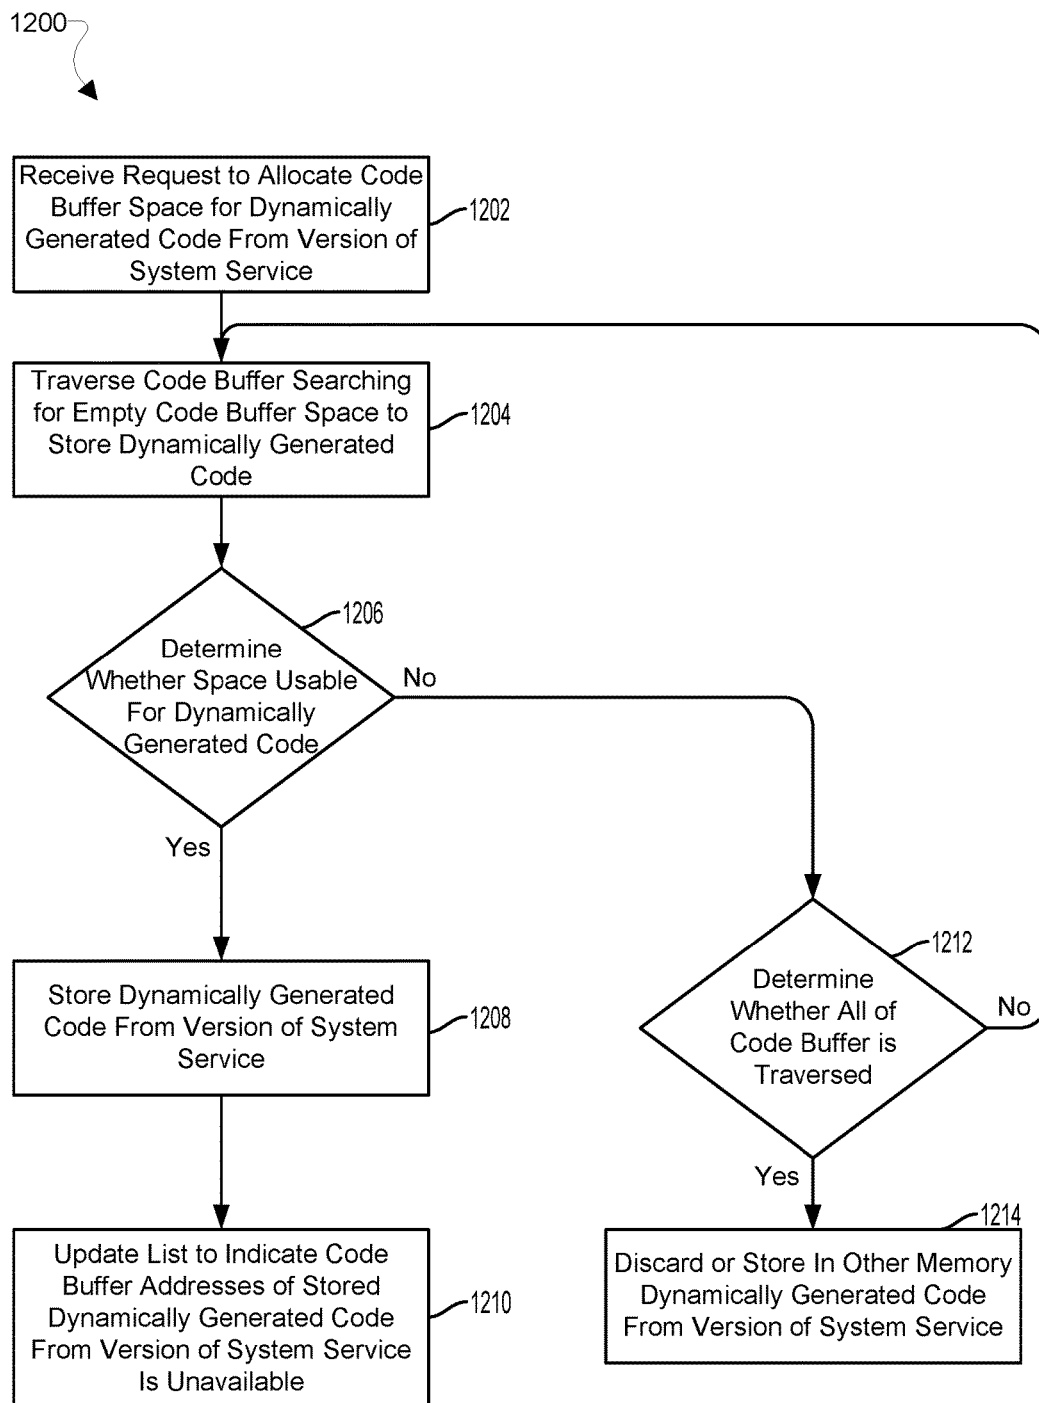 1200
Receive Request to Allocate Code
Buffer Space for Dynamically
Generated Code From Version of
System Service
1202
Traverse Code Buffer Searching
for Empty Code Buffer Space to
Store Dynamically Generated
Code
1204
1206
Determine
Whether Space Usable
For Dynamically
Generated Code
No
Yes
1212
Determine
Whether All of
Code Buffer is
Traversed
No
Yes
Store Dynamically Generated
Code From Version of System
Service
1208
Update List to Indicate Code
Buffer Addresses of Stored
Dynamically Generated Code
From Version of System Service
Is Unavailable
1210
1214
Discard or Store In Other Memory
Dynamically Generated Code
From Version of System Service